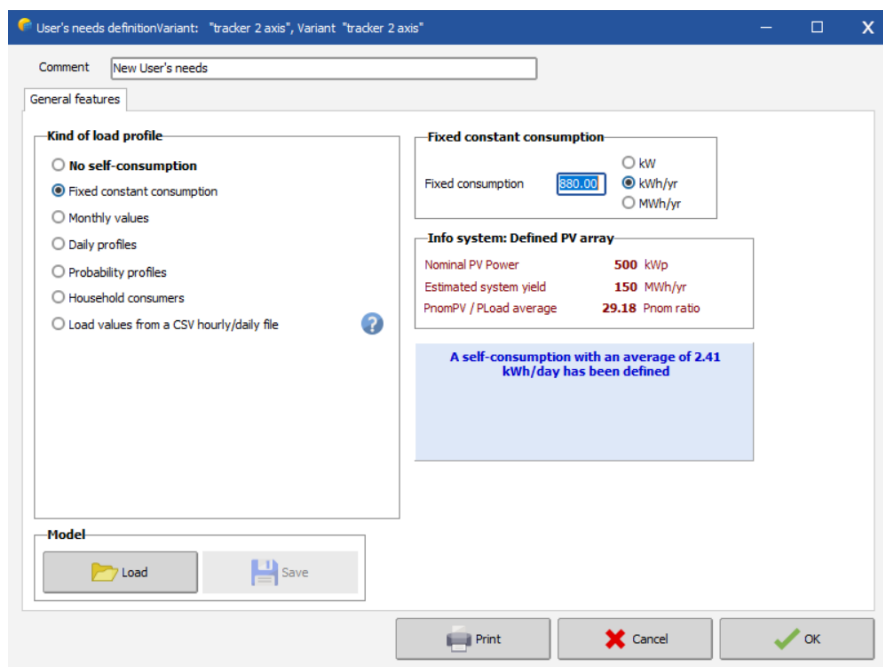 User's needs definitionVariant: "tracker 2 axis", Variant "tracker 2 axis"
Comment New User's needs
General features
Kind of load profile
No self-consumption
Fixed constant consumption
Monthly values
Daily profiles
Probability profiles
Household consumers
Load values from a CSV hourly/daily file
?
Fixed constant consumption
Fixed consumption 880.00
kW
kWh/yr
MWh/yr
Info system: Defined PV array
Nominal PV Power 500 kWp
Estimated system yield 150 MWh/yr
PnomPV / PLoad average 29.18 Pnom ratio
A self-consumption with an average of 2.41
kWh/day has been defined
Model
Load Save
Print Cancel OK